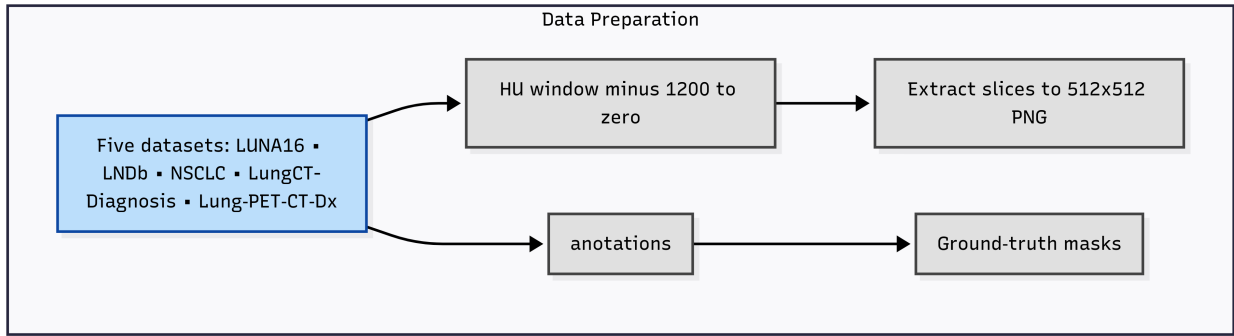 Data Preparation
HU window minus 1200 to
zero
Extract slices to 512x512
PNG
Five datasets: LUNA16 ▪
LNDb ▪ NSCLC ▪ LungCT-
Diagnosis ▪ Lung-PET-CT-Dx
anotations
Ground-truth masks